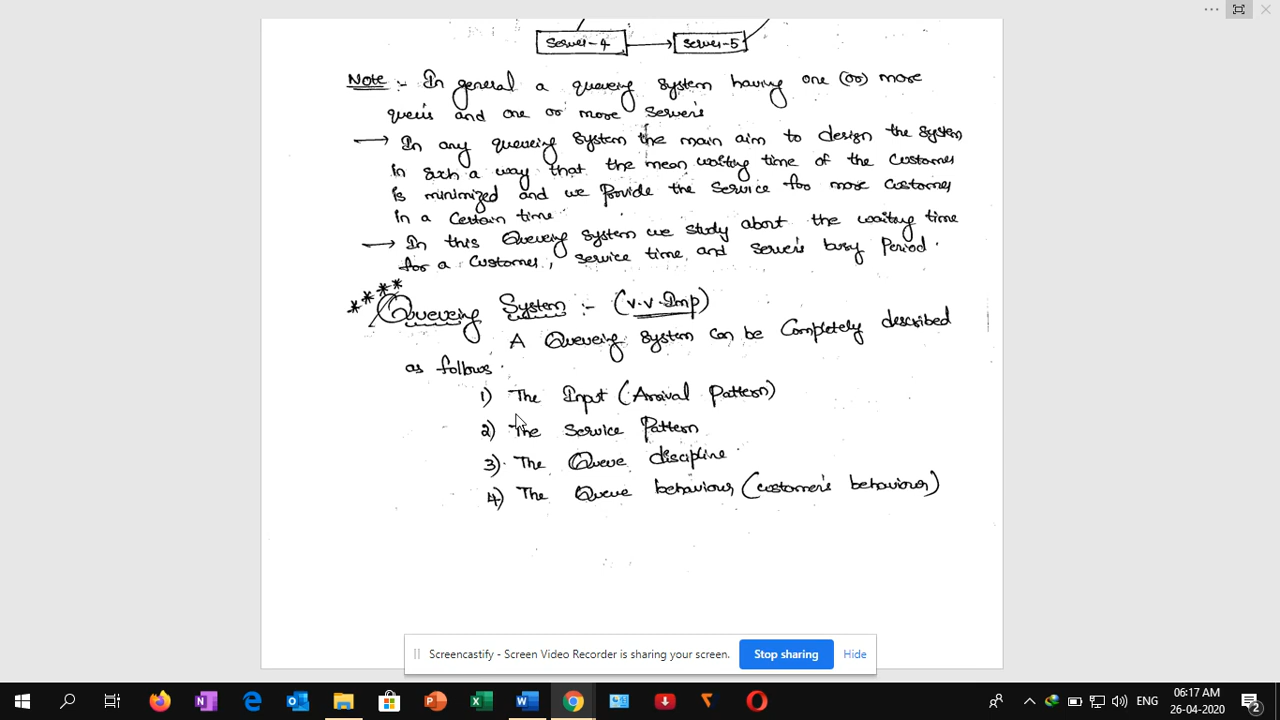 Server-4 Server-5
Note :- In general a queueing system having one (or) more
queu's and one or more server's
→ In any queueing system the main aim to design the system
in such a way that the mean waiting time of the customer
is minimized and we provide the service for more customer
in a certain time.
→ In this Queueing system we study about the waiting time
for a customer, service time and server's busy period.
**** Queueing System :- (v.v.Imp)
A Queueing system can be completely described
as follows.
1) The Input (Arrival pattern)
2) The Service Pattern
3). The Queue discipline
4) The Queue behaviour (customer's behaviour)
Screencastify - Screen Video Recorder is sharing your screen. Stop sharing Hide
ENG 06:17 AM
26-04-2020
2